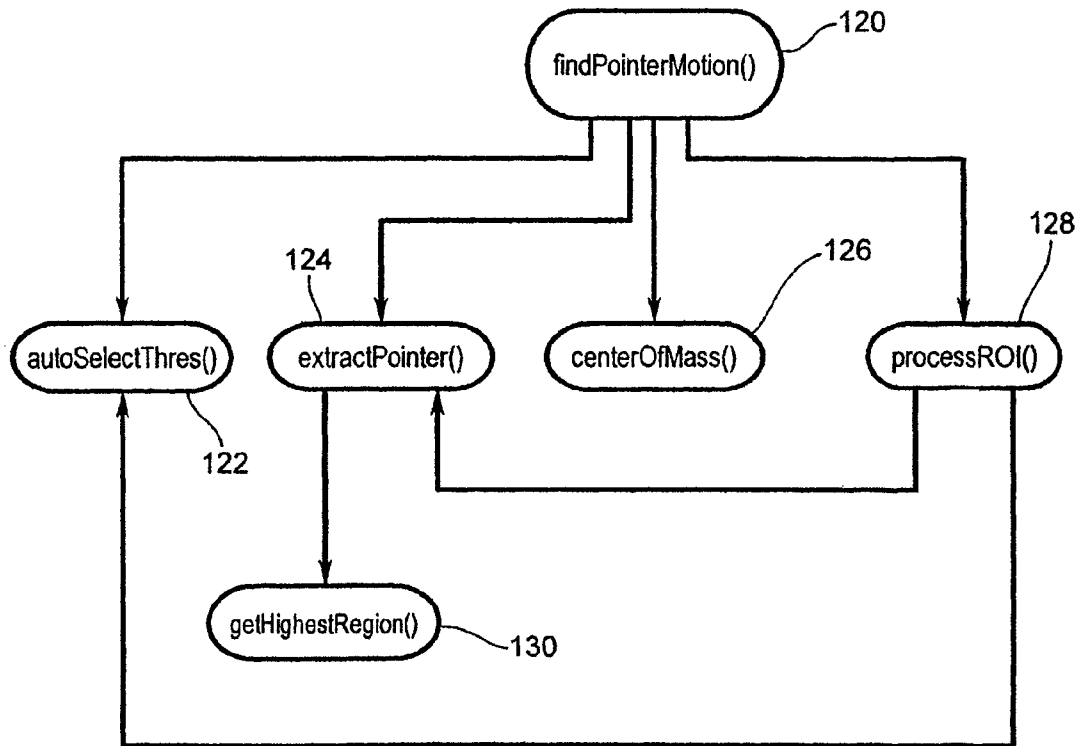 120
findPointerMotion()
128
126
124
autoSelectThres()
extractPointer()
centerOfMass()
processROI()
122
getHighestRegion()
130